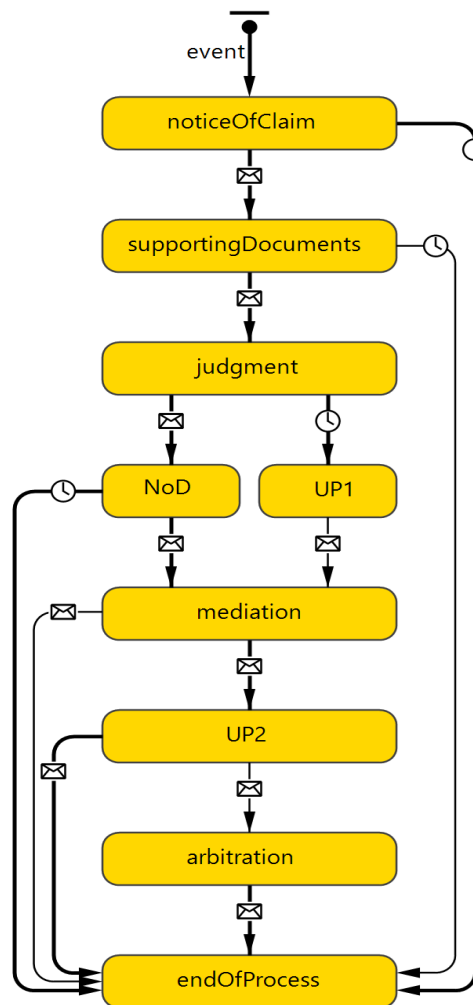 event
noticeOfClaim
supportingDocuments
judgment
NoD
UP1
mediation
UP2
arbitration
endOfProcess